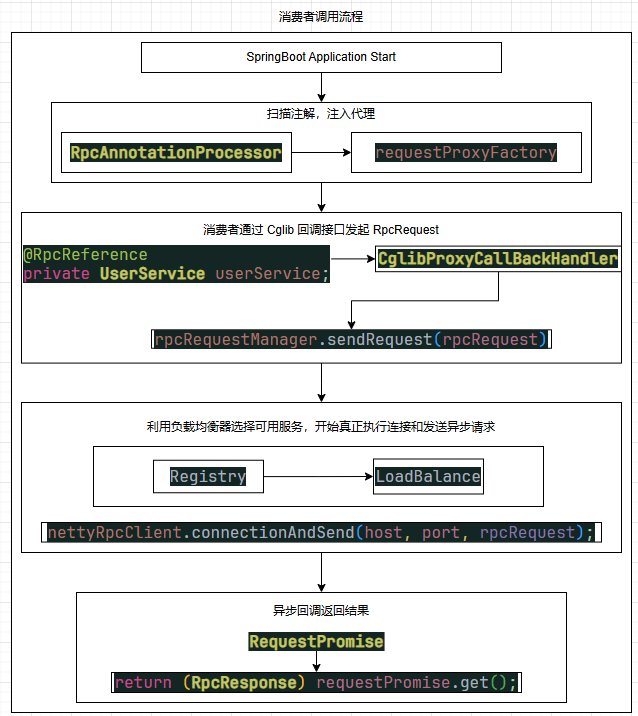 消费者调用流程
SpringBoot Application Start
扫描注解，注入代理
RpcAnnotationProcessor
requestProxyFactory
消费者通过 Cglib 回调接口发起 RpcRequest
@RpcReference
private UserService userService;
CglibProxyCallBackHandler
rpcRequestManager.sendRequest(rpcRequest)
利用负载均衡器选择可用服务，开始真正执行连接和发送异步请求
Registry
LoadBalance
nettyRpcClient.connectionAndSend(host, port, rpcRequest);
异步回调返回结果
RequestPromise
return (RpcResponse) requestPromise.get();